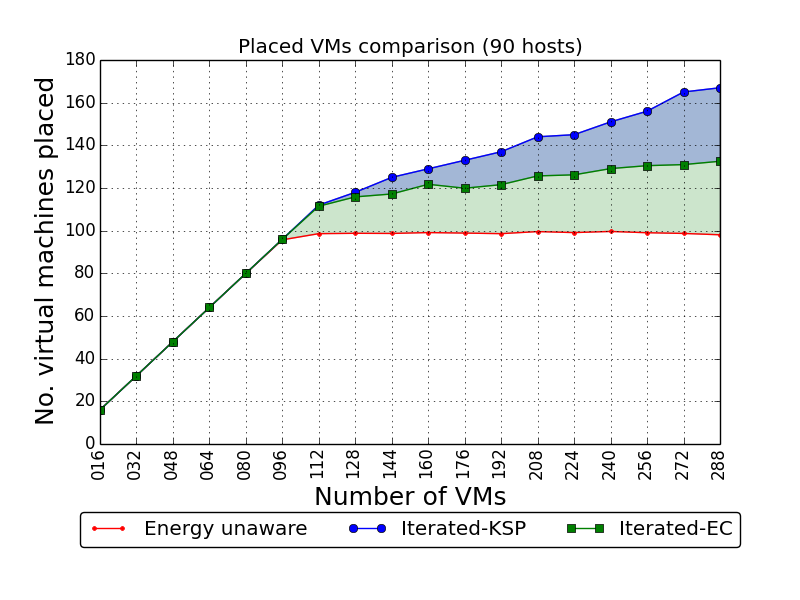 Placed VMs comparison (90 hosts)
No. virtual machines placed
180
160
140
120
100
80
60
40
20
0
016 032 048 064 080 096 112 128 144 160 176 192 208 224 240 256 272 288
Number of VMs
Energy unaware Iterated-KSP Iterated-EC